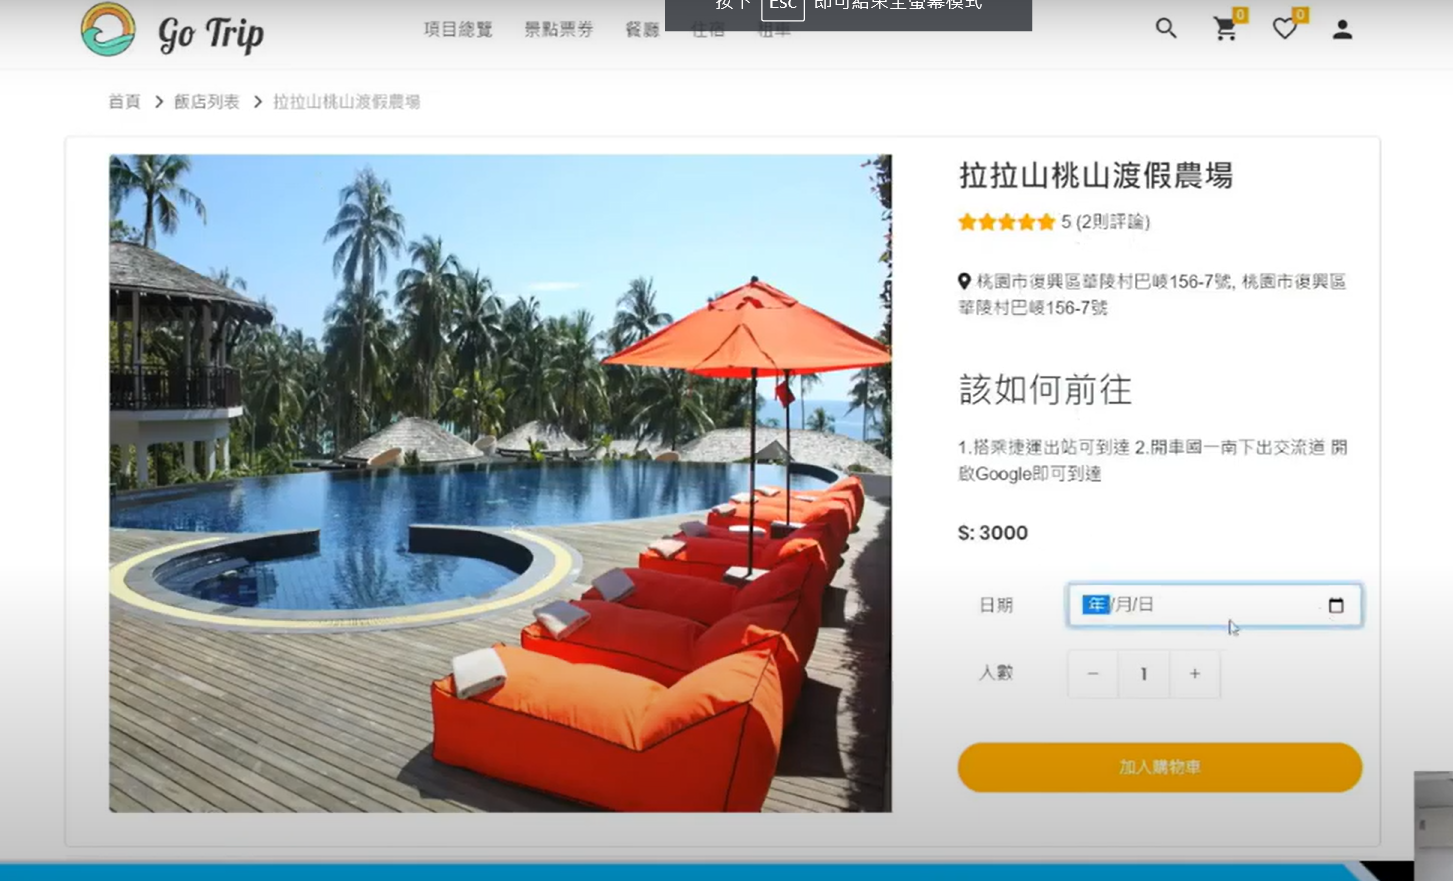 按下 Esc 即可結束全螢幕模式
Go Trip
項目總覽 景點票券 餐廳 住宿 租車
0 0
首頁 > 飯店列表 > 拉拉山桃山渡假農場
拉拉山桃山渡假農場
5 (2則評論)
桃園市復興區華陵村巴崚156-7號, 桃園市復興區
華陵村巴崚156-7號
該如何前往
1.搭乘捷運出站可到達 2.開車國一南下出交流道 開
啟Google即可到達
$: 3000
日期 年/月/日
人數 − 1 +
加入購物車